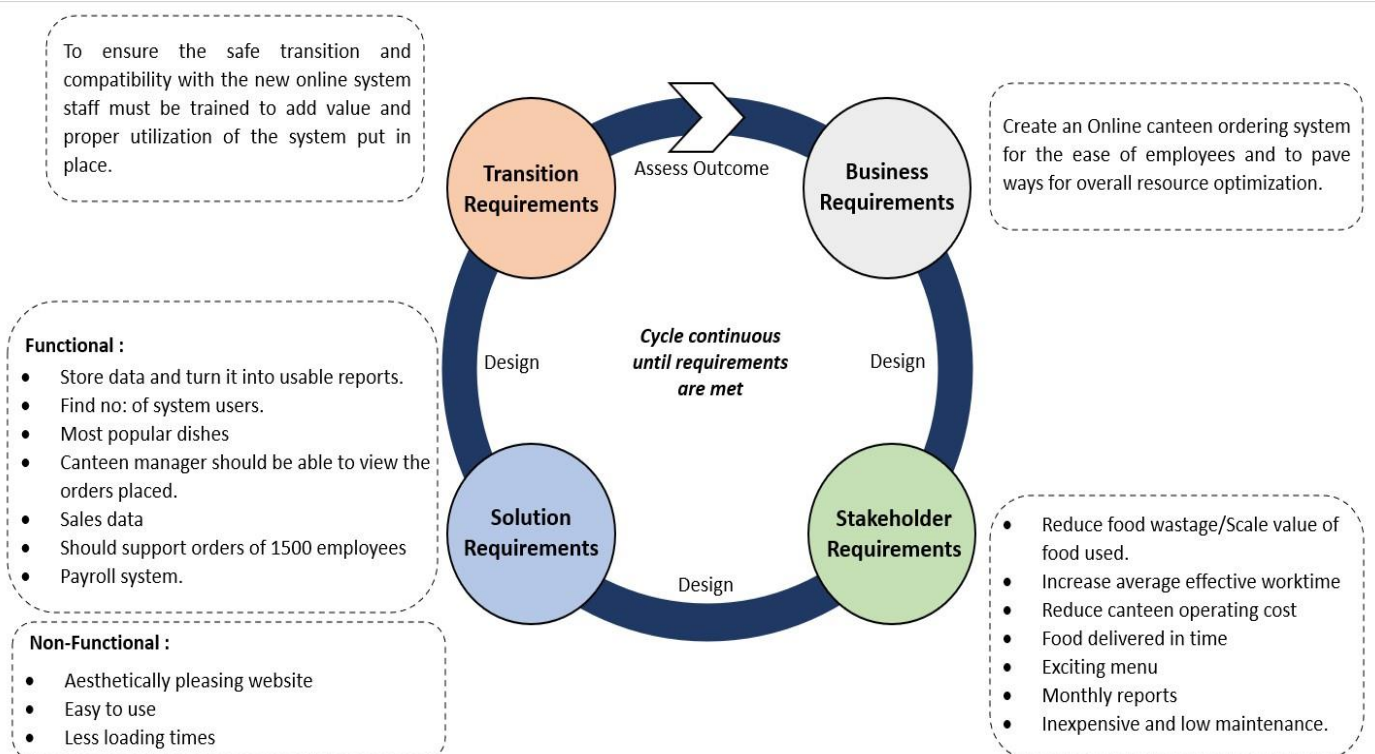 To ensure the safe transition and
compatibility with the new online system
staff must be trained to add value and
proper utilization of the system put in
place.
Transition
Requirements
Assess Outcome
Business
Requirements
Create an Online canteen ordering system
for the ease of employees and to pave
ways for overall resource optimization.
Functional :
• Store data and turn it into usable reports.
• Find no: of system users.
• Most popular dishes
• Canteen manager should be able to view the
orders placed.
• Sales data
• Should support orders of 1500 employees
• Payroll system.
Design
Cycle continuous
until requirements
are met
Design
Solution
Requirements
Design
Stakeholder
Requirements
• Reduce food wastage/Scale value of
food used.
• Increase average effective worktime
• Reduce canteen operating cost
• Food delivered in time
• Exciting menu
• Monthly reports
• Inexpensive and low maintenance.
Non-Functional :
• Aesthetically pleasing website
• Easy to use
• Less loading times